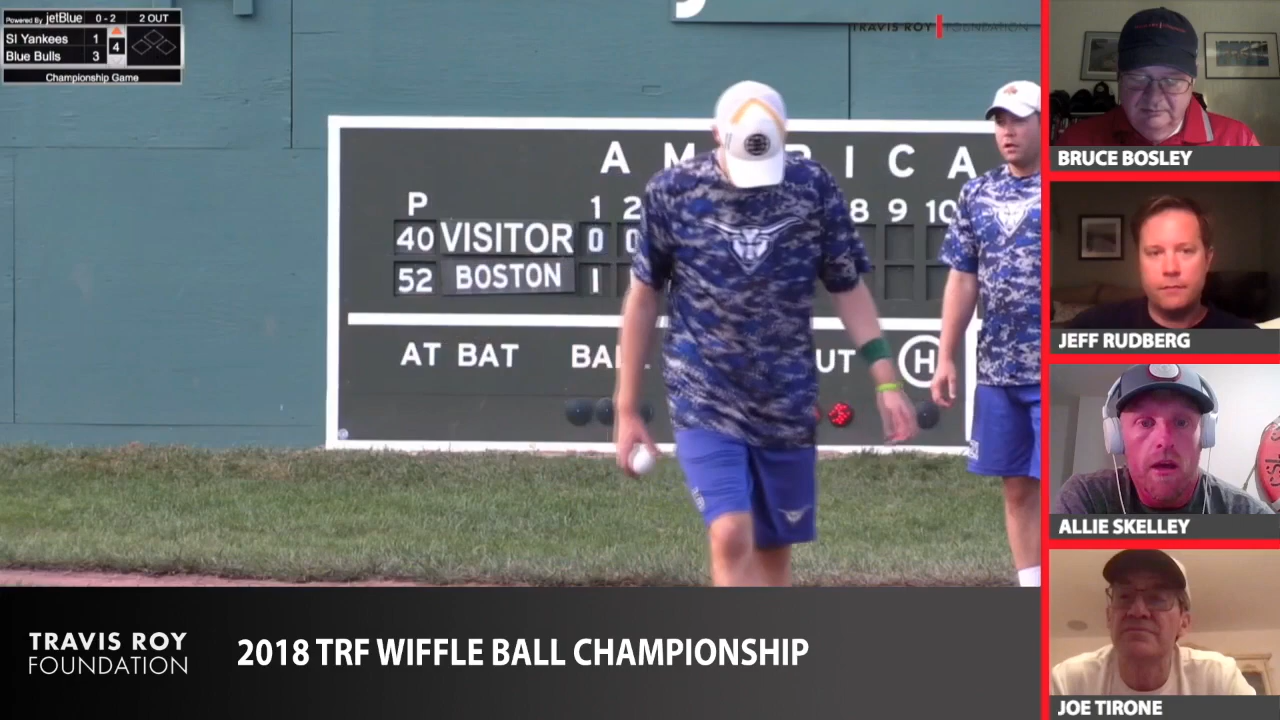 Powered By jetBlue 0 - 2 2 OUT
SI Yankees 1
4
Blue Bulls 3
Championship Game
TRAVIS ROY FOUNDATION
P 1 8 9 10
40 VISITOR 0
52 BOSTON 1
AT BAT
H
TRAVIS ROY
FOUNDATION
2018 TRF WIFFLE BALL CHAMPIONSHIP
BRUCE BOSLEY
JEFF RUDBERG
ALLIE SKELLEY
JOE TIRONE